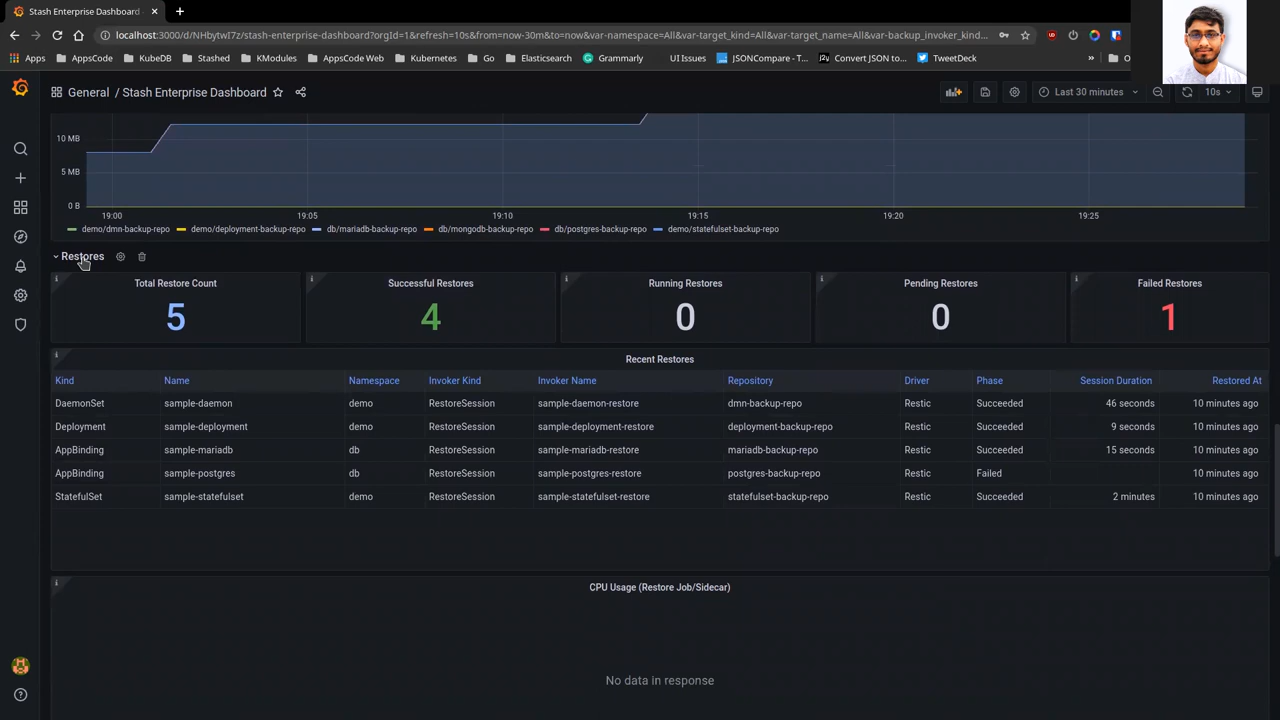 Stash Enterprise Dashboard
localhost:3000/d/NHbytwI7z/stash-enterprise-dashboard?orgId=1&refresh=10s&from=now-30m&to=now&var-namespace=All&var-target_kind=All&var-target_name=All&var-backup_invoker_kind...
Apps AppsCode KubeDB Stashed KModules AppsCode Web Kubernetes Go Elasticsearch Grammarly UI Issues JSONCompare - T... Convert JSON to... TweetDeck » O
General / Stash Enterprise Dashboard Last 30 minutes 10s
10 MB
5 MB
0 B
19:00 19:05 19:10 19:15 19:20 19:25
demo/dmn-backup-repo demo/deployment-backup-repo db/mariadb-backup-repo db/mongodb-backup-repo db/postgres-backup-repo demo/statefulset-backup-repo
Restores
Total Restore Count Successful Restores Running Restores Pending Restores Failed Restores
5 4 0 0 1
Recent Restores
Kind Name Namespace Invoker Kind Invoker Name Repository Driver Phase Session Duration Restored At
DaemonSet sample-daemon demo RestoreSession sample-daemon-restore dmn-backup-repo Restic Succeeded 46 seconds 10 minutes ago
Deployment sample-deployment demo RestoreSession sample-deployment-restore deployment-backup-repo Restic Succeeded 9 seconds 10 minutes ago
AppBinding sample-mariadb db RestoreSession sample-mariadb-restore mariadb-backup-repo Restic Succeeded 15 seconds 10 minutes ago
AppBinding sample-postgres db RestoreSession sample-postgres-restore postgres-backup-repo Restic Failed 10 minutes ago
StatefulSet sample-statefulset demo RestoreSession sample-statefulset-restore statefulset-backup-repo Restic Succeeded 2 minutes 10 minutes ago
CPU Usage (Restore Job/Sidecar)
No data in response